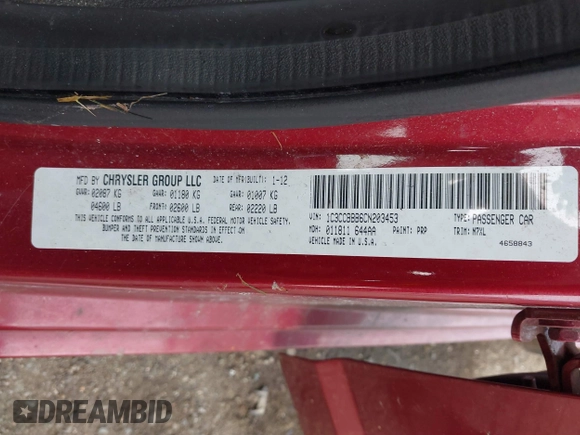 MFD BY CHRYSLER GROUP LLC DATE OF MFR(BUILT): 1-12
GVWR: 02087 KG GAWR: 01180 KG GAWR: 01007 KG
04600 LB FRONT: 02600 LB REAR: 02220 LB
THIS VEHICLE CONFORMS TO ALL APPLICABLE U.S.A. FEDERAL MOTOR VEHICLE SAFETY,
BUMPER AND THEFT PREVENTION STANDARDS IN EFFECT ON
THE DATE OF MANUFACTURE SHOWN ABOVE.
VIN: 1C3CCBBB6CN203453 TYPE: PASSENGER CAR
MDH: 011811 644AA PAINT: PRP TRIM: M7XL
VEHICLE MADE IN U.S.A. 4658843
DREAMBID